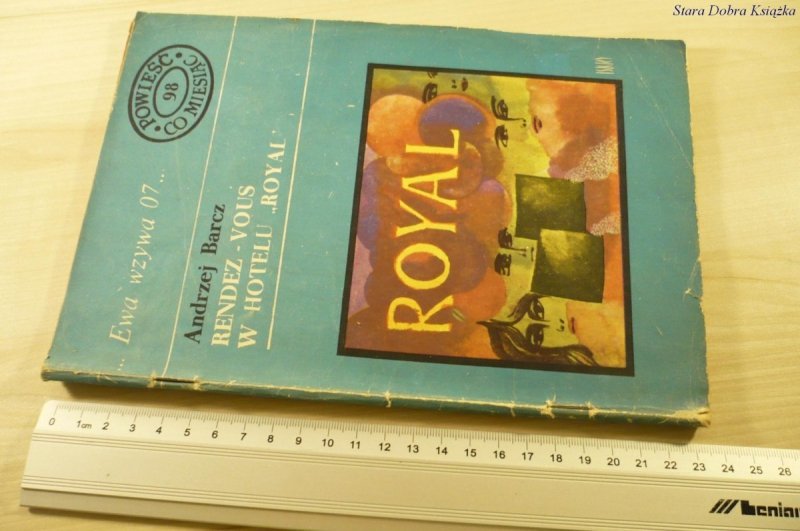 Stara Dobra Książka
POWIEŚĆ
98
CO MIESIĄC
... Ewa wzywa 07 ...
Andrzej Barcz
RENDEZ-VOUS
W HOTELU „ROYAL”
ISKRY
ROYAL
0 1cm 2 3 4 5 6 7 8 9 10 11 12 13 14 15 16 17 18 19 20 21 22 23 24 25 26